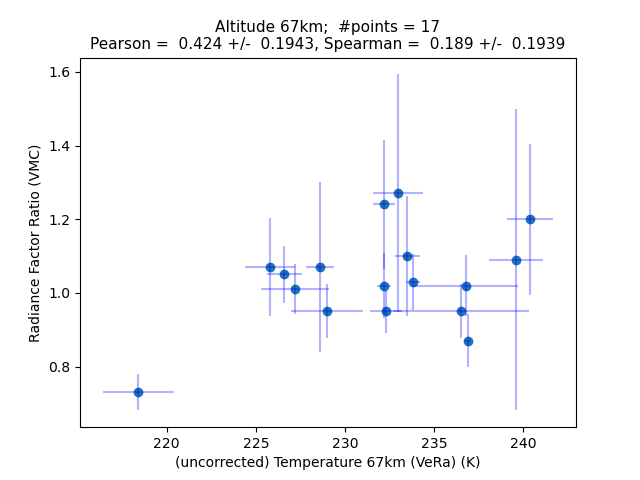 Altitude 67km;  #points = 17
Pearson =  0.424 +/-  0.1943, Spearman =  0.189 +/-  0.1939
1.6
1.4
1.2
1.0
0.8
Radiance Factor Ratio (VMC)
220
225
230
235
240
(uncorrected) Temperature 67km (VeRa) (K)